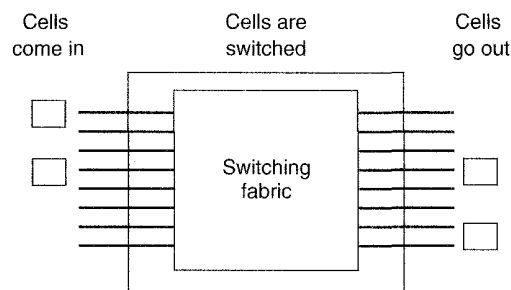 Cells
come in
Cells are
switched
Cells
go out
Switching
fabric